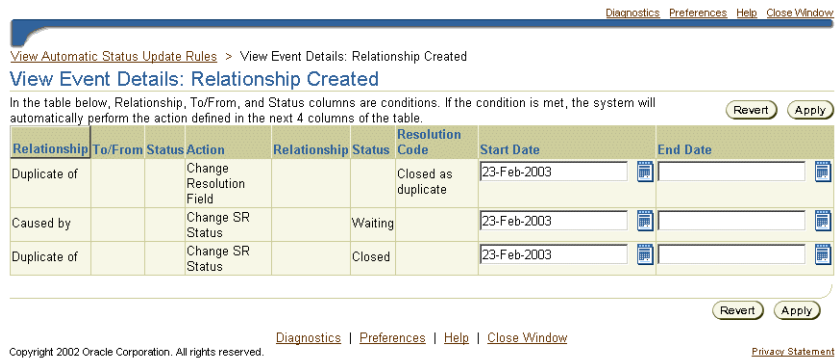 Diagnostics Preferences Help Close Window
View Automatic Status Update Rules > View Event Details: Relationship Created
View Event Details: Relationship Created
In the table below, Relationship, To/From, and Status columns are conditions. If the condition is met, the system will
automatically perform the action defined in the next 4 columns of the table.
Revert Apply
Relationship To/From Status Action Relationship Status Resolution Code Start Date End Date
Duplicate of Change Resolution Field Closed as duplicate 23-Feb-2003
Caused by Change SR Status Waiting 23-Feb-2003
Duplicate of Change SR Status Closed 23-Feb-2003
Revert Apply
Diagnostics | Preferences | Help | Close Window
Copyright 2002 Oracle Corporation. All rights reserved. Privacy Statement